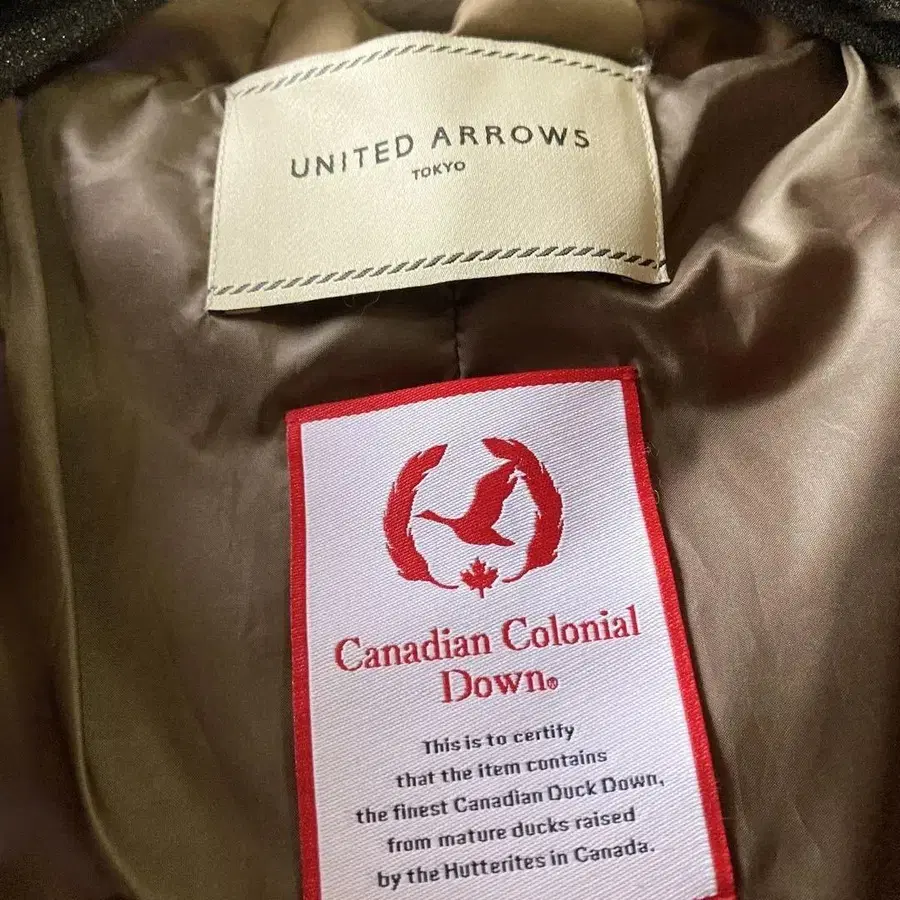 UNITED ARROWS
TOKYO
Canadian Colonial
Down®
This is to certify
that the item contains
the finest Canadian Duck Down,
from mature ducks raised
by the Hutterites in Canada.